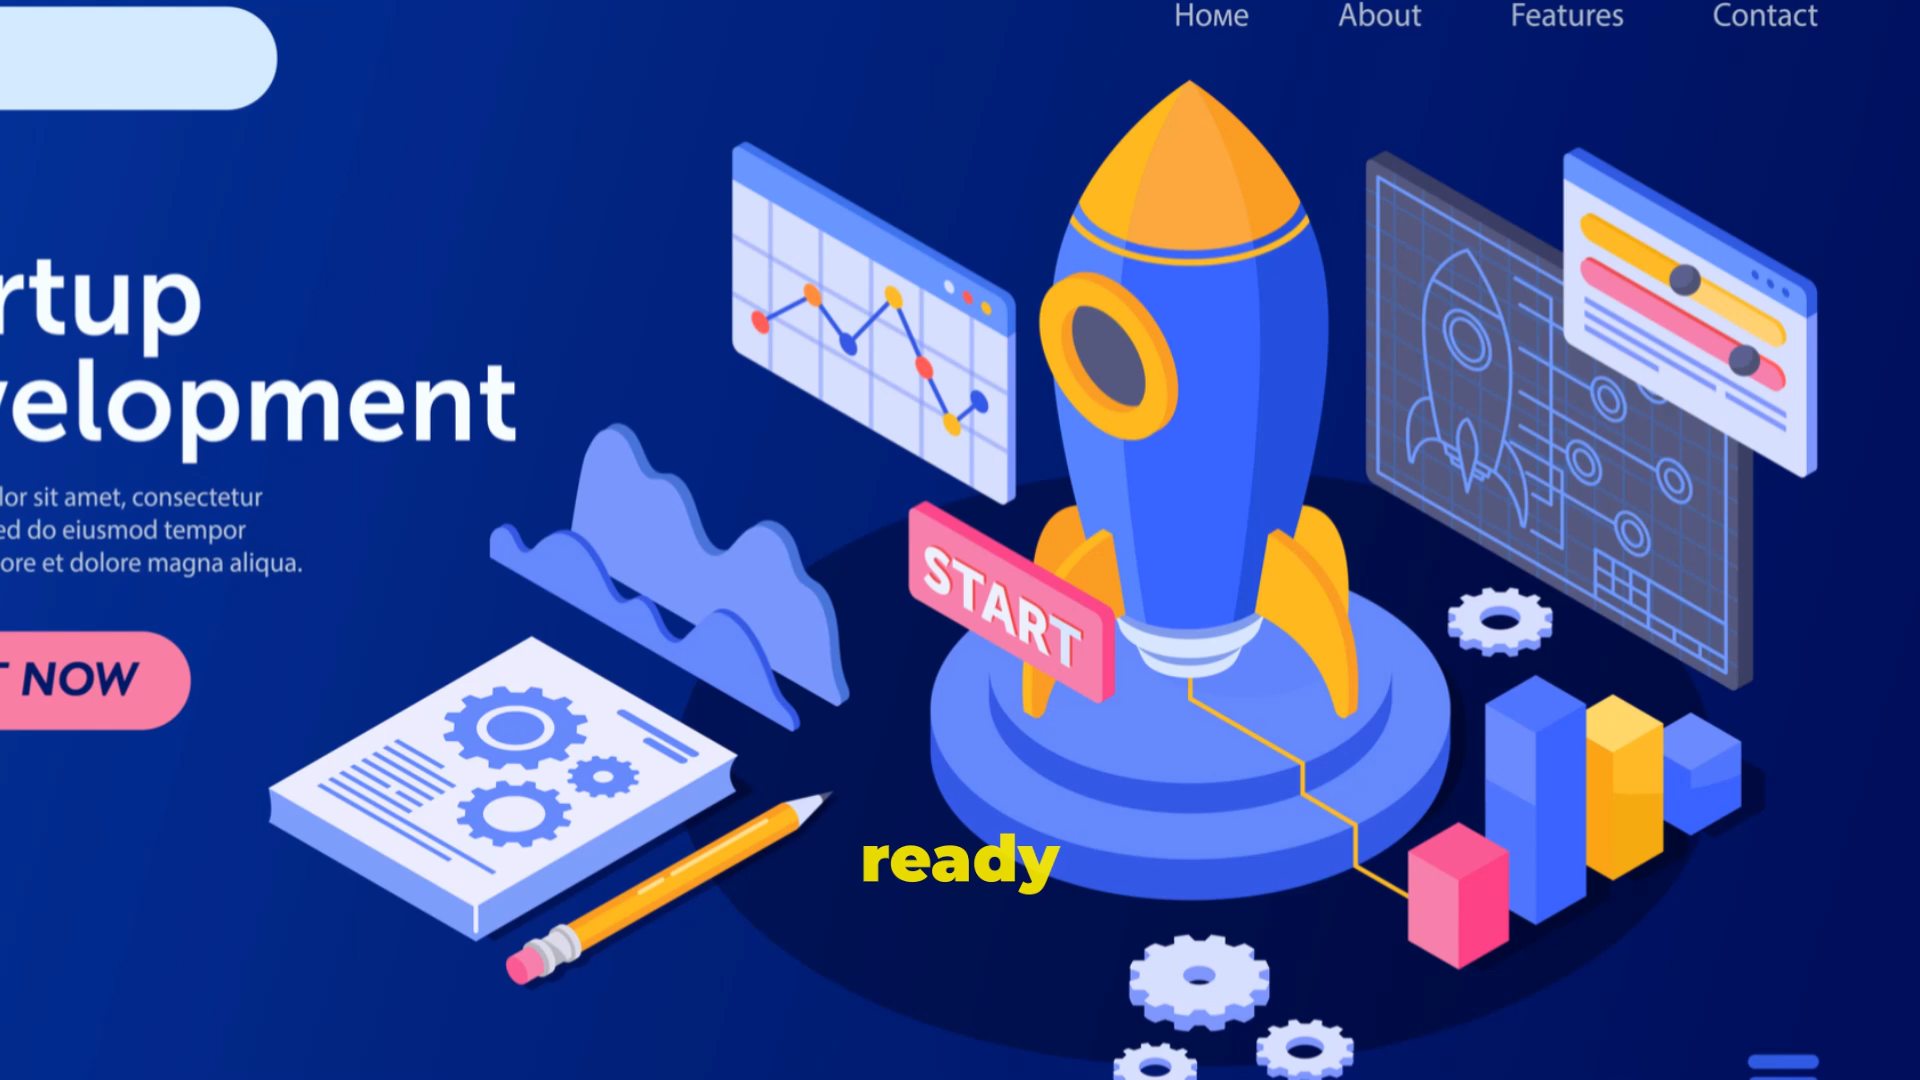 Home About Features Contact
rtup
velopment
lor sit amet, consectetur
ed do eiusmod tempor
ore et dolore magna aliqua.
START
T NOW
ready